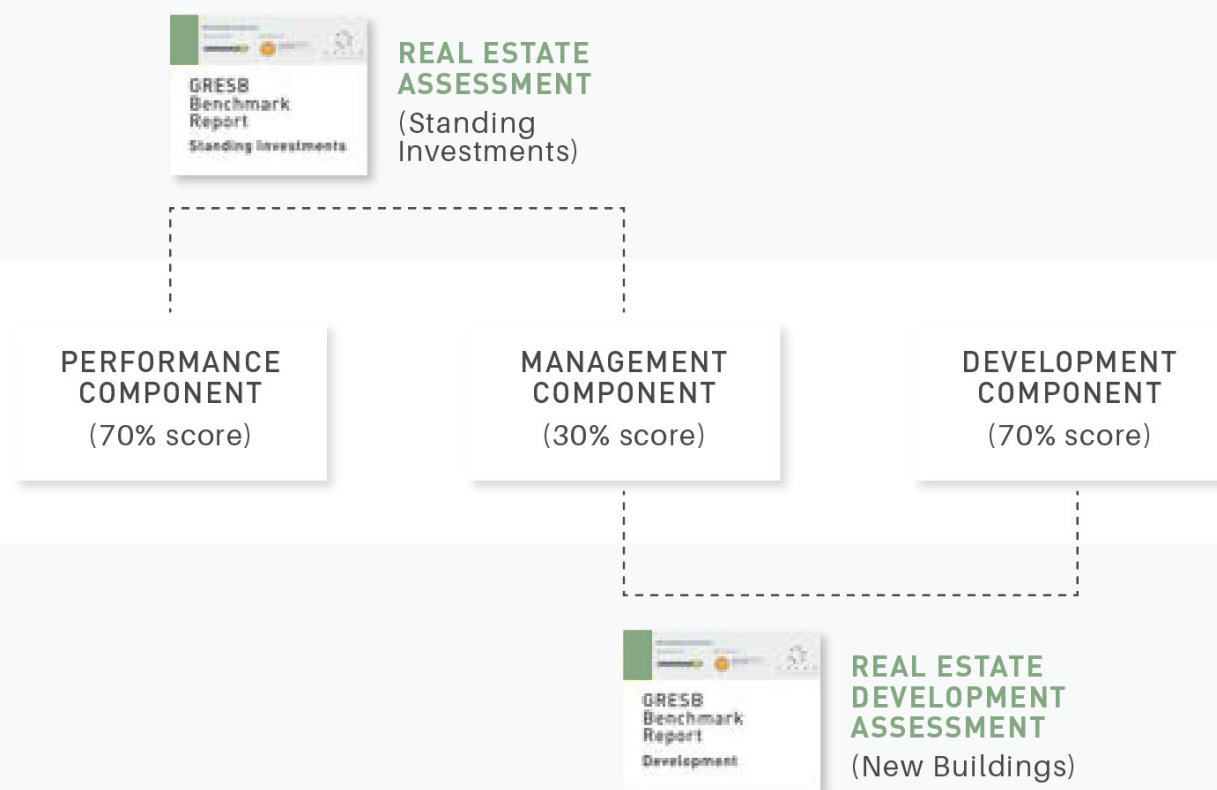 GRESB
Benchmark
Report
Standing Investments
REAL ESTATE
ASSESSMENT
(Standing
Investments)
PERFORMANCE
COMPONENT
(70% score)
MANAGEMENT
COMPONENT
(30% score)
DEVELOPMENT
COMPONENT
(70% score)
GRESB
Benchmark
Report
Development
REAL ESTATE
DEVELOPMENT
ASSESSMENT
(New Buildings)